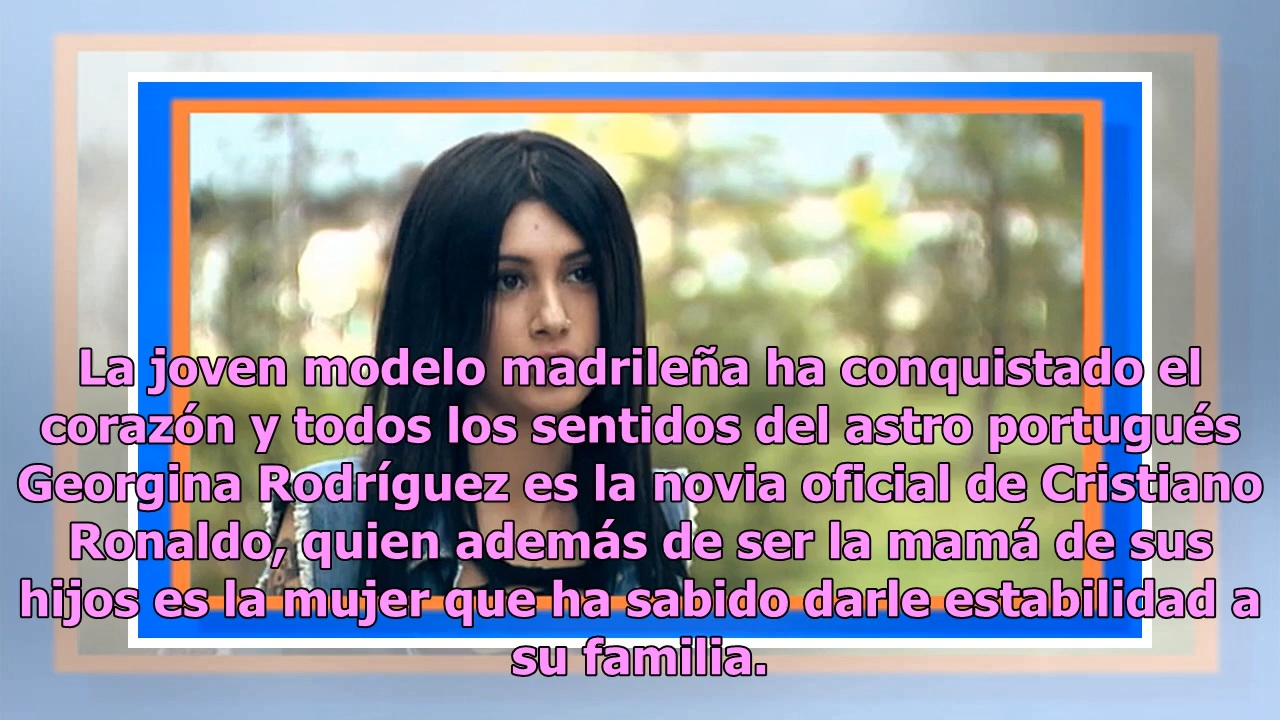 La joven modelo madrileña ha conquistado el
corazón y todos los sentidos del astro portugués
Georgina Rodríguez es la novia oficial de Cristiano
Ronaldo, quien además de ser la mamá de sus
hijos es la mujer que ha sabido darle estabilidad a
su familia.